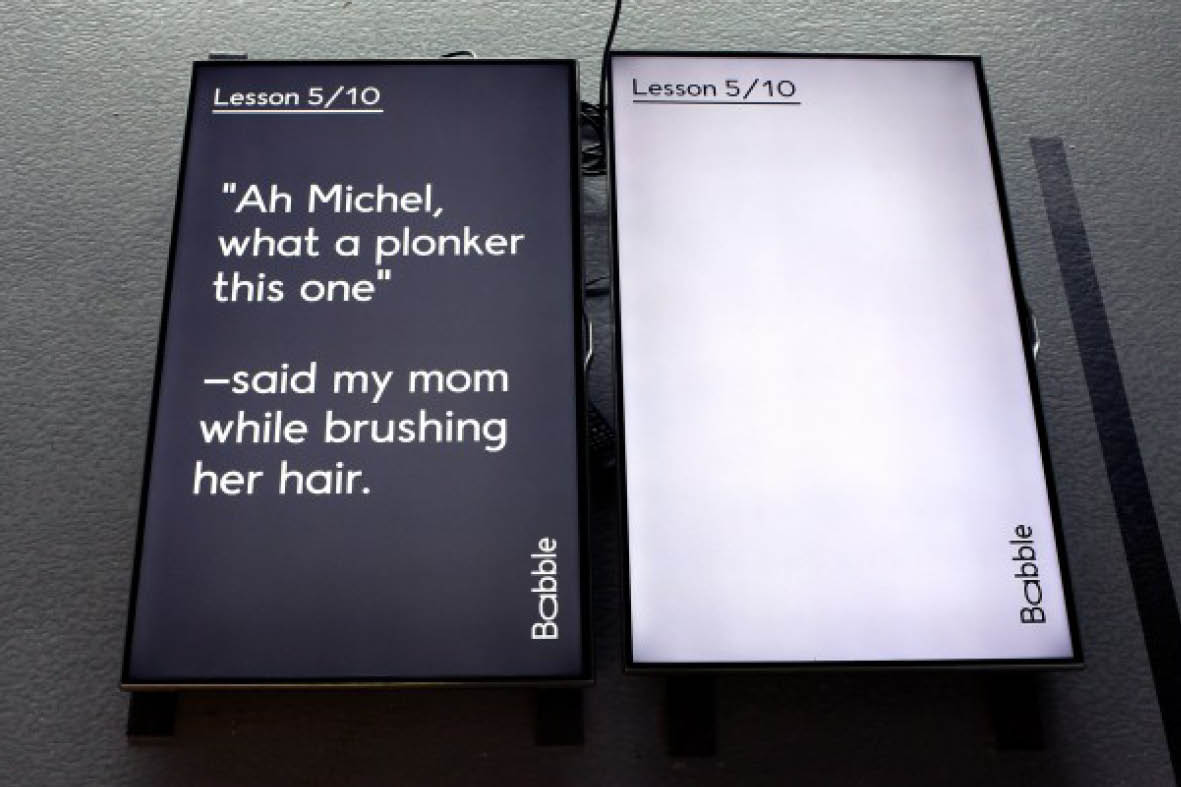 Lesson 5/10
"Ah Michel,
what a plonker
this one"
—said my mom
while brushing
her hair.
Babble
Lesson 5/10
Babble